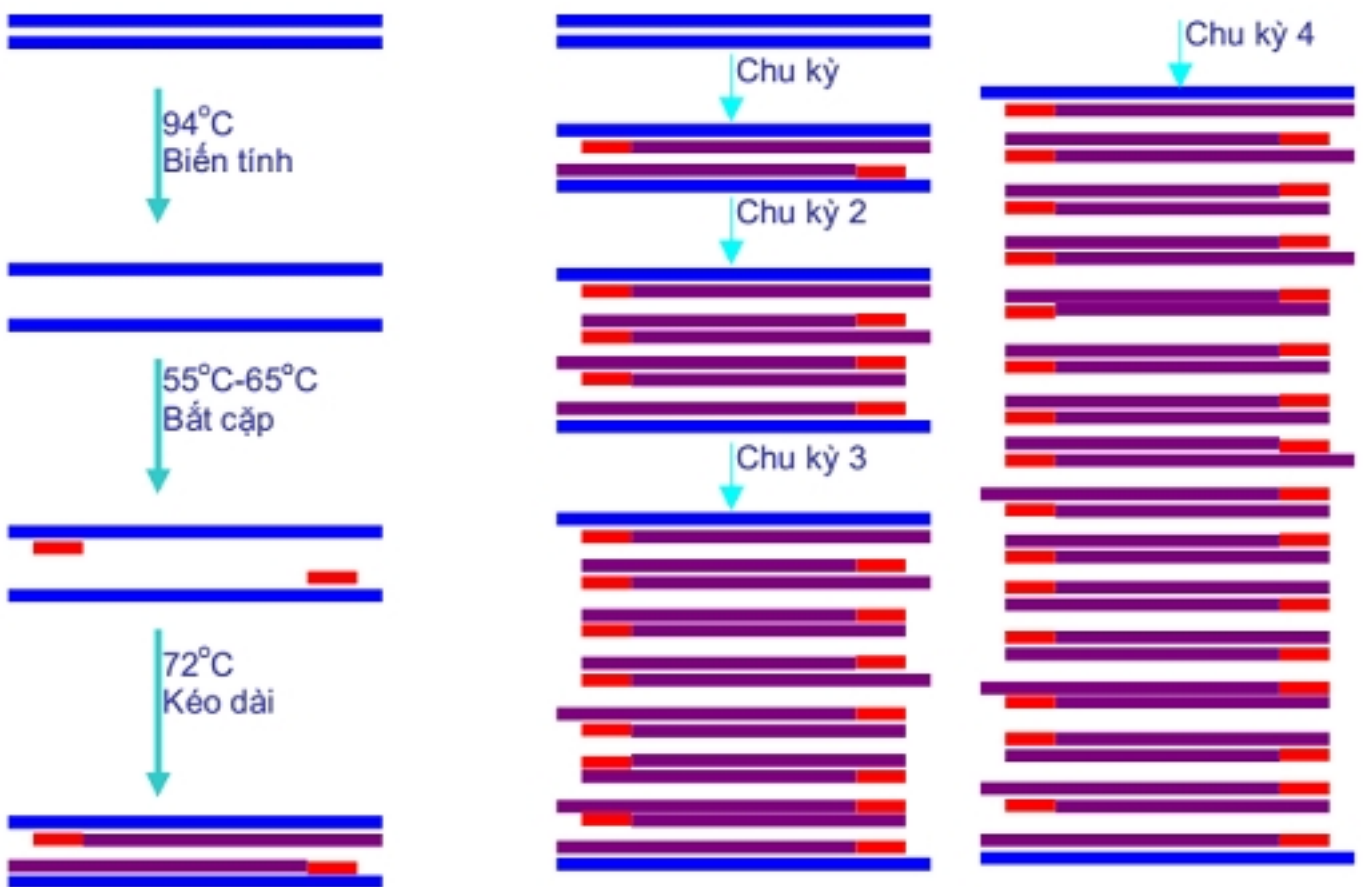 94°C
Biến tính
55°C-65°C
Bắt cặp
72°C
Kéo dài
Chu kỳ
Chu kỳ 2
Chu kỳ 3
Chu kỳ 4